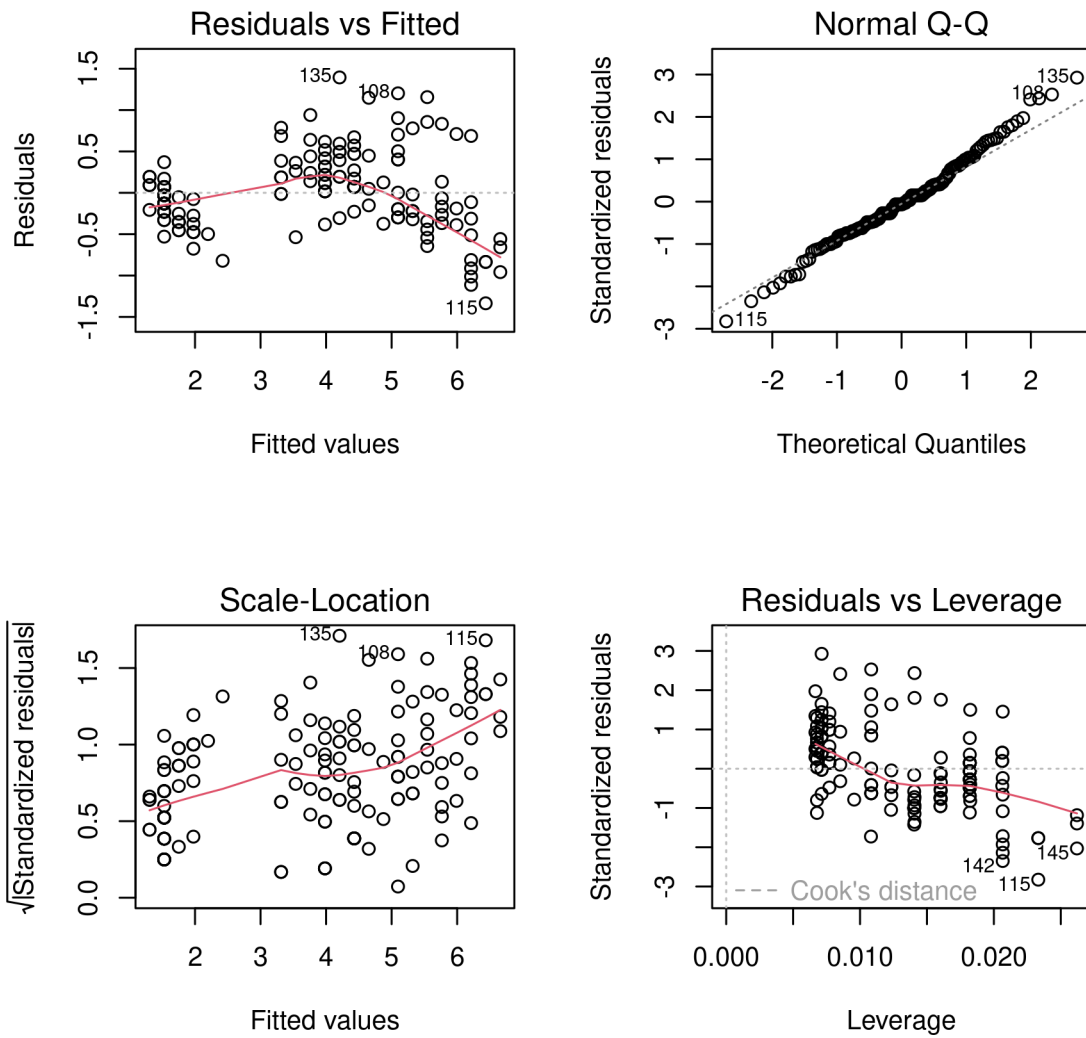 Residuals vs Fitted
Residuals
1.5
0.5
-0.5
-1.5
135
108
115
2 3 4 5 6
Fitted values
Normal Q-Q
Standardized residuals
3
2
1
0
-1
-3
135
108
115
-2 -1 0 1 2
Theoretical Quantiles
Scale-Location
√|Standardized residuals|
1.5
1.0
0.5
0.0
135
108
115
2 3 4 5 6
Fitted values
Residuals vs Leverage
Standardized residuals
3
2
1
-1
-3
142
145
115
Cook's distance
0.000 0.010 0.020
Leverage